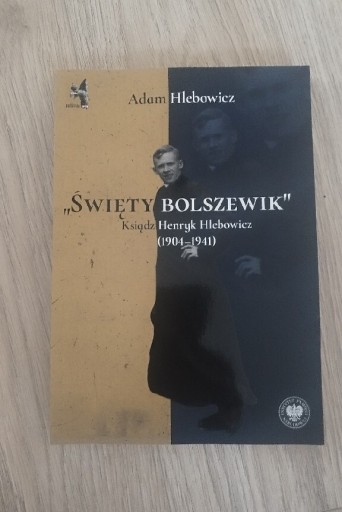 Adam Hlebowicz
„ŚWIĘTY BOLSZEWIK"
Ksiądz Henryk Hlebowicz
(1904–1941)